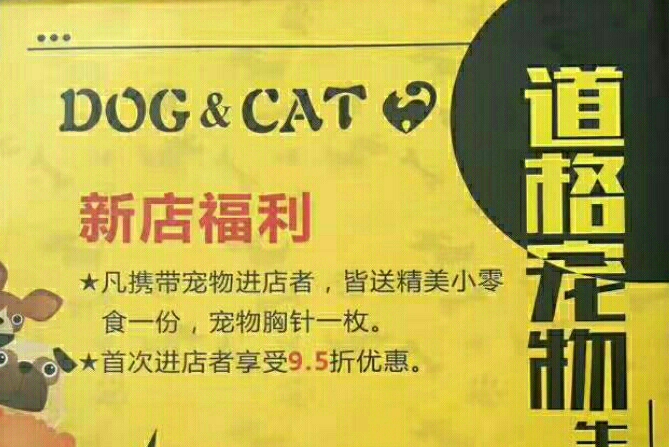 DOG & CAT
新店福利
★凡携带宠物进店者，皆送精美小零
食一份，宠物胸针一枚。
★首次进店者享受9.5折优惠。
道格宠物